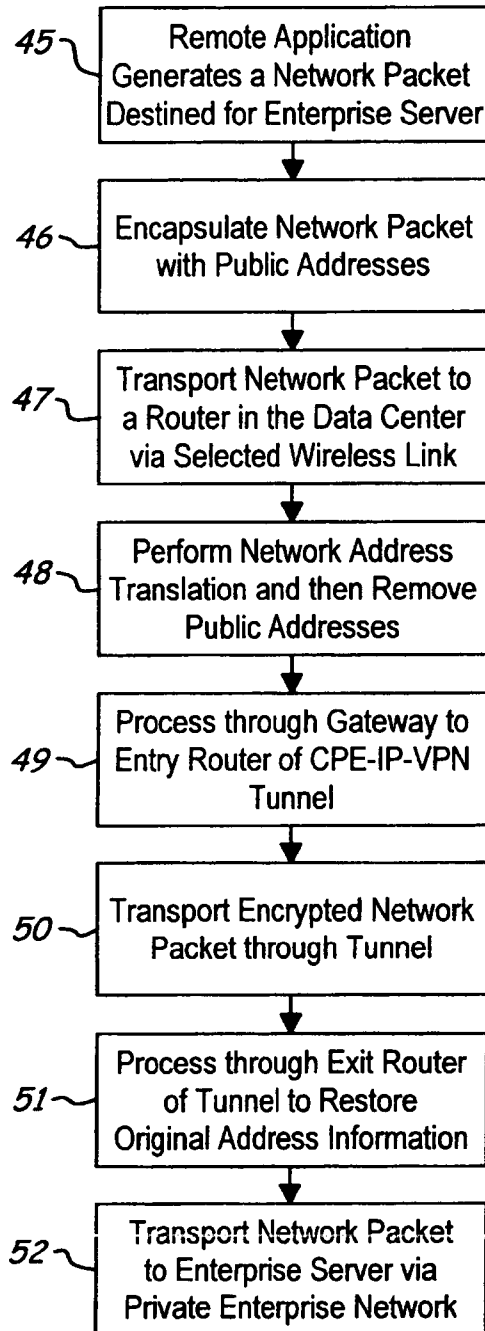 45
Remote Application
Generates a Network Packet
Destined for Enterprise Server
46
Encapsulate Network Packet
with Public Addresses
47
Transport Network Packet to
a Router in the Data Center
via Selected Wireless Link
48
Perform Network Address
Translation and then Remove
Public Addresses
49
Process through Gateway to
Entry Router of CPE-IP-VPN
Tunnel
50
Transport Encrypted Network
Packet through Tunnel
51
Process through Exit Router
of Tunnel to Restore
Original Address Information
52
Transport Network Packet
to Enterprise Server via
Private Enterprise Network